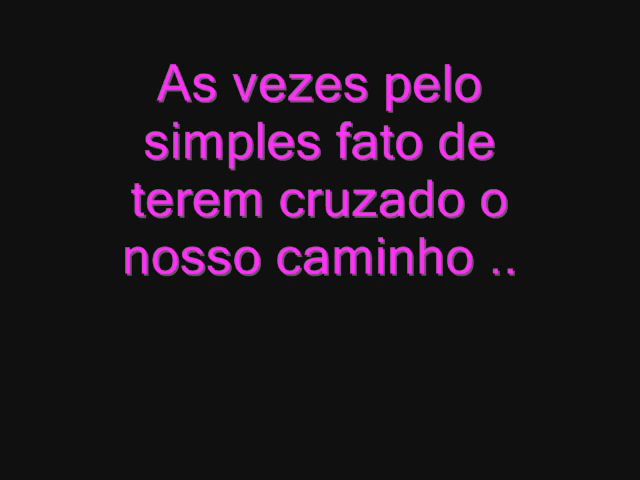 As vezes pelo
simples fato de
terem cruzado o
nosso caminho ..